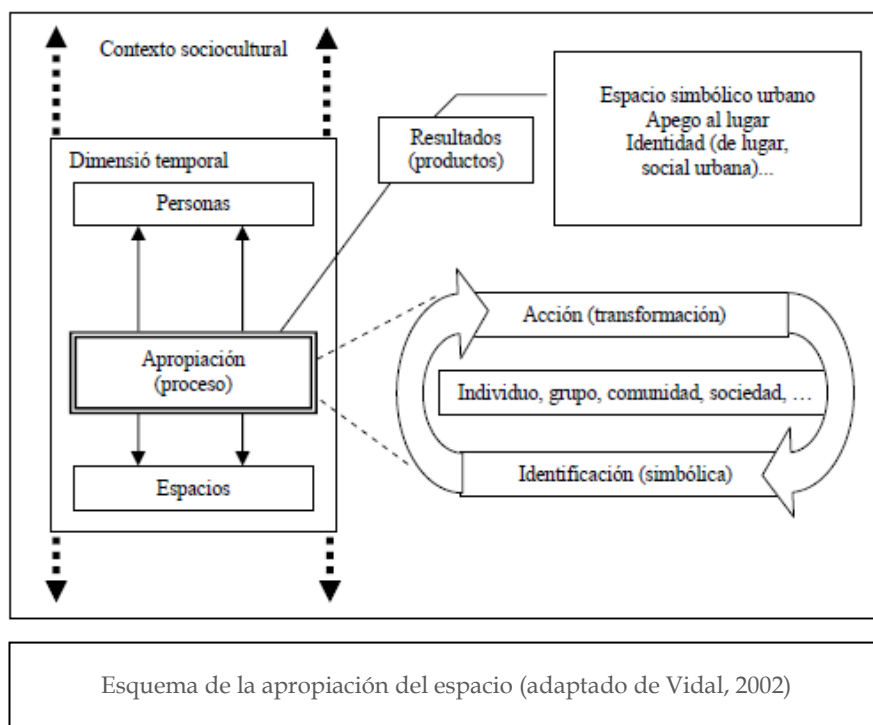 Contexto sociocultural
Dimensió temporal
Personas
Apropiación
(proceso)
Espacios
Resultados
(productos)
Espacio simbólico urbano
Apego al lugar
Identidad (de lugar,
social urbana)...
Acción (transformación)
Individuo, grupo, comunidad, sociedad, …
Identificación (simbólica)
Esquema de la apropiación del espacio (adaptado de Vidal, 2002)